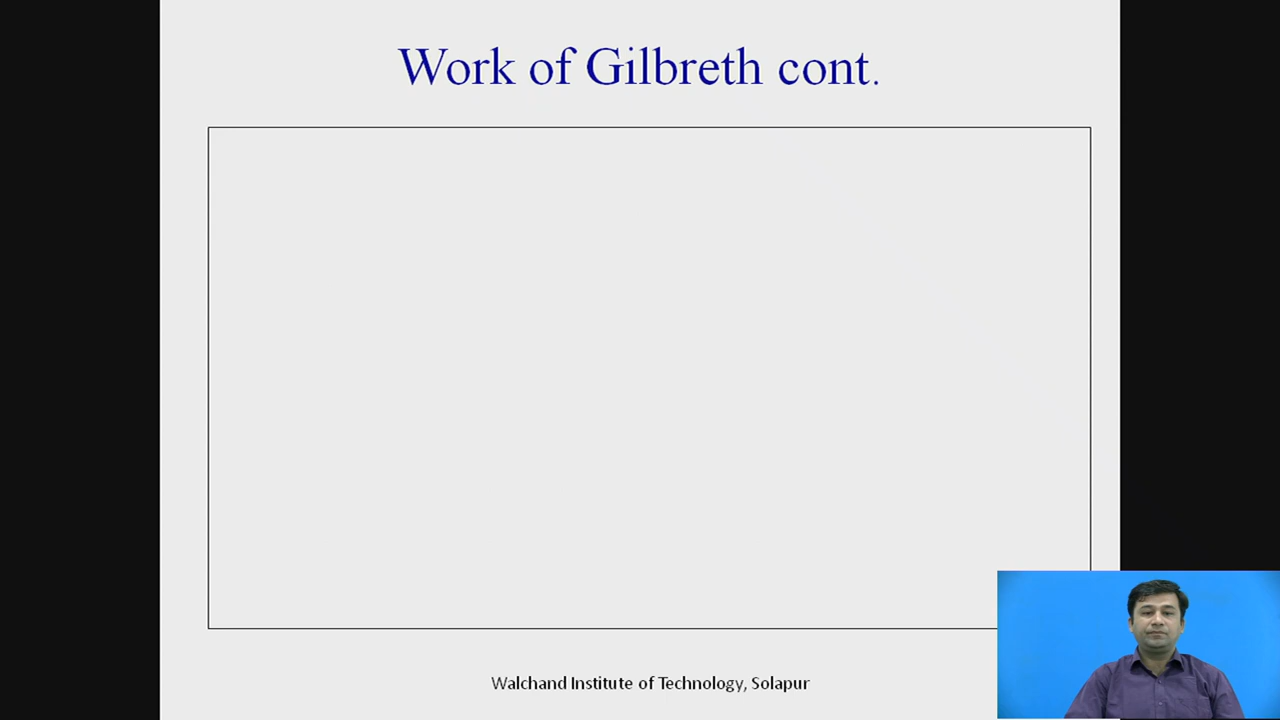 Work of Gilbreth cont.
Walchand Institute of Technology, Solapur